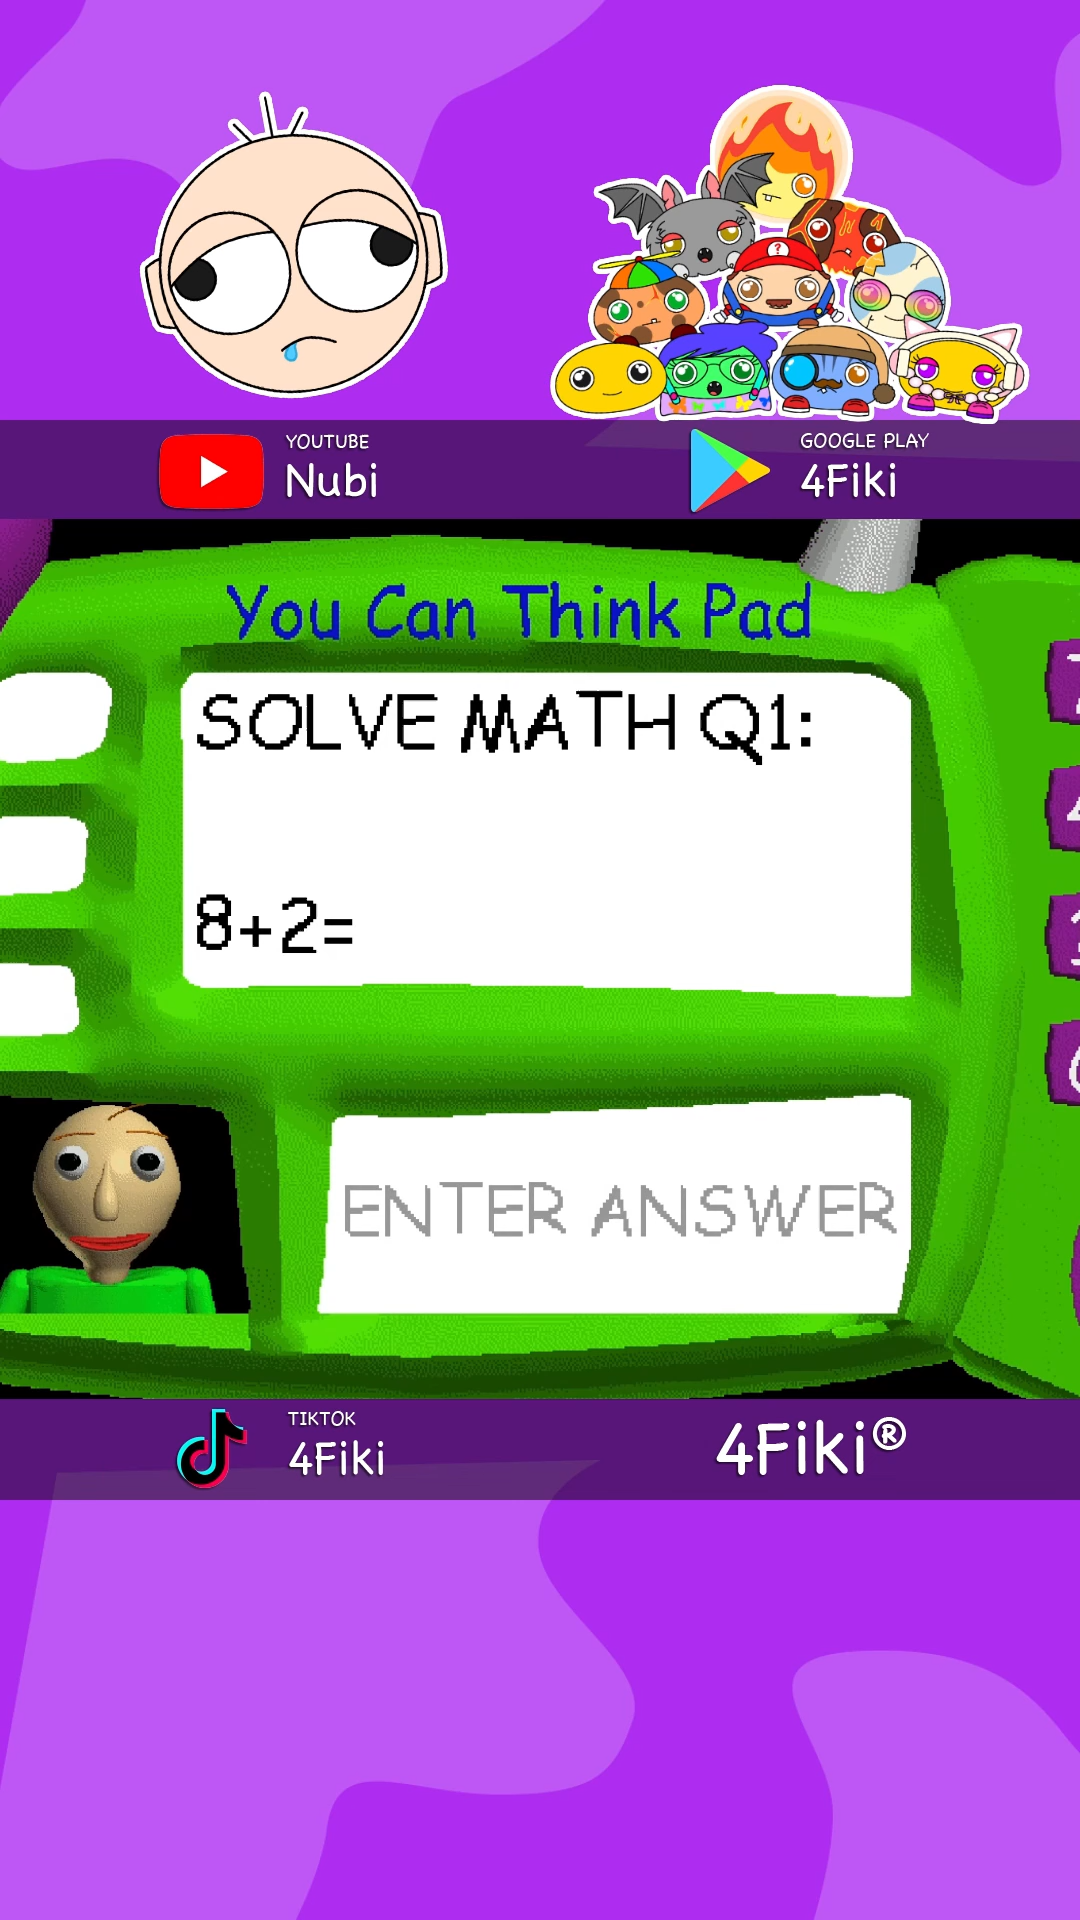 YOUTUBE
Nubi
GOOGLE PLAY
4Fiki
You Can Think Pad
SOLVE MATH Q1:
8+2=
ENTER ANSWER
TIKTOK
4Fiki
4Fiki®